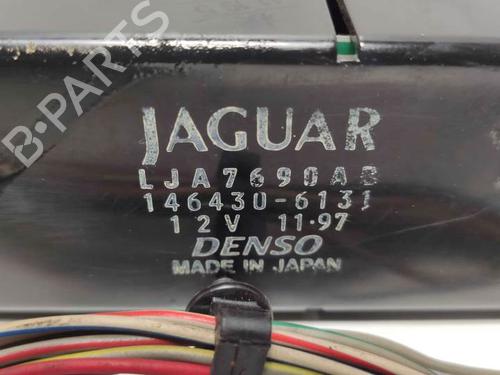 B-PARTS
JAGUAR
LJA7690AB
146430-6131
12V 11·97
DENSO
MADE IN JAPAN